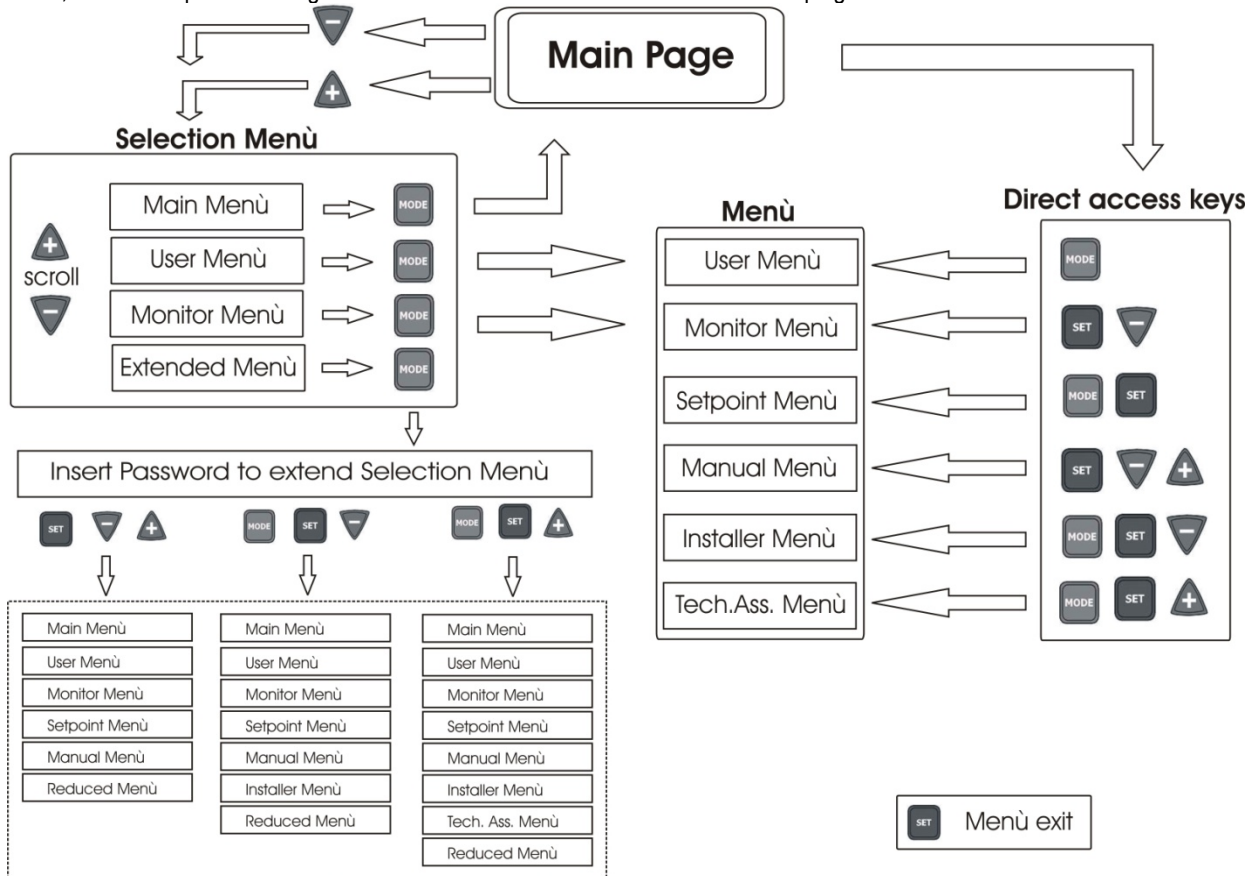 Main Page
Selection Menù
Main Menù
MODE
User Menù
MODE
scroll
Monitor Menù
MODE
Extended Menù
MODE
Insert Password to extend Selection Menù
SET
MODE SET
MODE SET
Main Menù
User Menù
Monitor Menù
Setpoint Menù
Manual Menù
Reduced Menù
Main Menù
User Menù
Monitor Menù
Setpoint Menù
Manual Menù
Installer Menù
Reduced Menù
Main Menù
User Menù
Monitor Menù
Setpoint Menù
Manual Menù
Installer Menù
Tech. Ass. Menù
Reduced Menù
Menù
User Menù
Monitor Menù
Setpoint Menù
Manual Menù
Installer Menù
Tech.Ass. Menù
Direct access keys
MODE
SET
MODE SET
SET
MODE SET
MODE SET
SET Menù exit